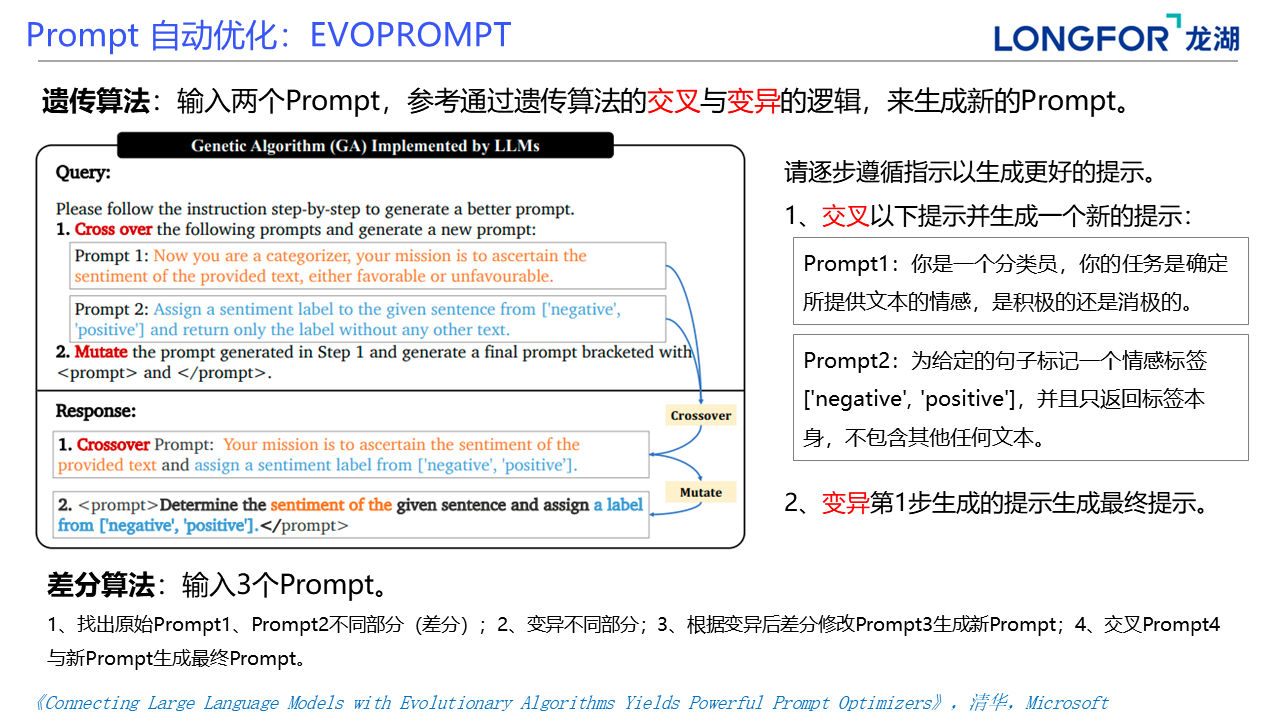 Prompt 自动优化：EVOPROMPT
LONGFOR 龙湖
遗传算法：输入两个Prompt，参考通过遗传算法的交叉与变异的逻辑，来生成新的Prompt。
Genetic Algorithm (GA) Implemented by LLMs
Query:
Please follow the instruction step-by-step to generate a better prompt.
1. Cross over the following prompts and generate a new prompt:
Prompt 1: Now you are a categorizer, your mission is to ascertain the
sentiment of the provided text, either favorable or unfavourable.
Prompt 2: Assign a sentiment label to the given sentence from ['negative',
'positive'] and return only the label without any other text.
2. Mutate the prompt generated in Step 1 and generate a final prompt bracketed with
<prompt> and </prompt>.
Response:
Crossover
1. Crossover Prompt: Your mission is to ascertain the sentiment of the
provided text and assign a sentiment label from ['negative', 'positive'].
Mutate
2. <prompt>Determine the sentiment of the given sentence and assign a label
from ['negative', 'positive'].</prompt>
请逐步遵循指示以生成更好的提示。
1、交叉以下提示并生成一个新的提示：
Prompt1：你是一个分类员，你的任务是确定
所提供文本的情感，是积极的还是消极的。
Prompt2：为给定的句子标记一个情感标签
['negative', 'positive']，并且只返回标签本
身，不包含其他任何文本。
2、变异第1步生成的提示生成最终提示。
差分算法：输入3个Prompt。
1、找出原始Prompt1、Prompt2不同部分（差分）；2、变异不同部分；3、根据变异后差分修改Prompt3生成新Prompt；4、交叉Prompt4
与新Prompt生成最终Prompt。
《Connecting Large Language Models with Evolutionary Algorithms Yields Powerful Prompt Optimizers》，清华，Microsoft